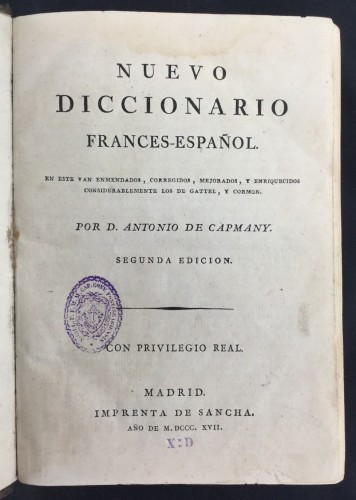 NUEVO
DICCIONARIO
FRANCES-ESPAÑOL.
EN ESTE VAN ENMENDADOS, CORREGIDOS, MEJORADOS, Y ENRIQUECIDOS
CONSIDERABLEMENTE LOS DE GATTEL, Y CORMON.
POR D. ANTONIO DE CAPMANY.
SEGUNDA EDICION.
CON PRIVILEGIO REAL.
MADRID.
IMPRENTA DE SANCHA.
AÑO DE M.DCCC.XVII.
X:D